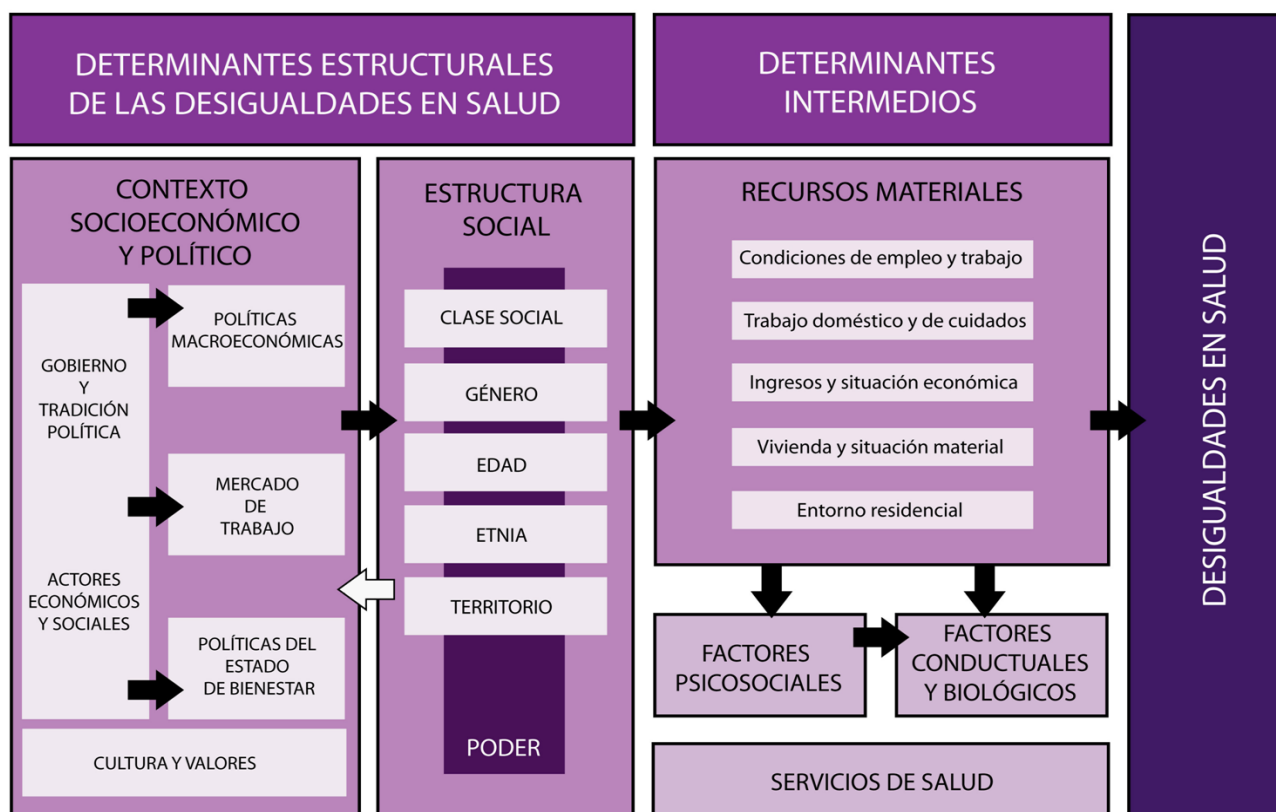 DETERMINANTES ESTRUCTURALES
DE LAS DESIGUALDADES EN SALUD
CONTEXTO
SOCIOECONÓMICO
Y POLÍTICO
GOBIERNO
Y
TRADICIÓN
POLÍTICA
ACTORES
ECONÓMICOS
Y SOCIALES
POLÍTICAS
MACROECONÓMICAS
MERCADO
DE
TRABAJO
POLÍTICAS DEL
ESTADO
DE BIENESTAR
CULTURA Y VALORES
ESTRUCTURA
SOCIAL
CLASE SOCIAL
GÉNERO
EDAD
ETNIA
TERRITORIO
PODER
DETERMINANTES
INTERMEDIOS
RECURSOS MATERIALES
Condiciones de empleo y trabajo
Trabajo doméstico y de cuidados
Ingresos y situación económica
Vivienda y situación material
Entorno residencial
FACTORES
PSICOSOCIALES
FACTORES
CONDUCTUALES
Y BIOLÓGICOS
SERVICIOS DE SALUD
DESIGUALDADES EN SALUD